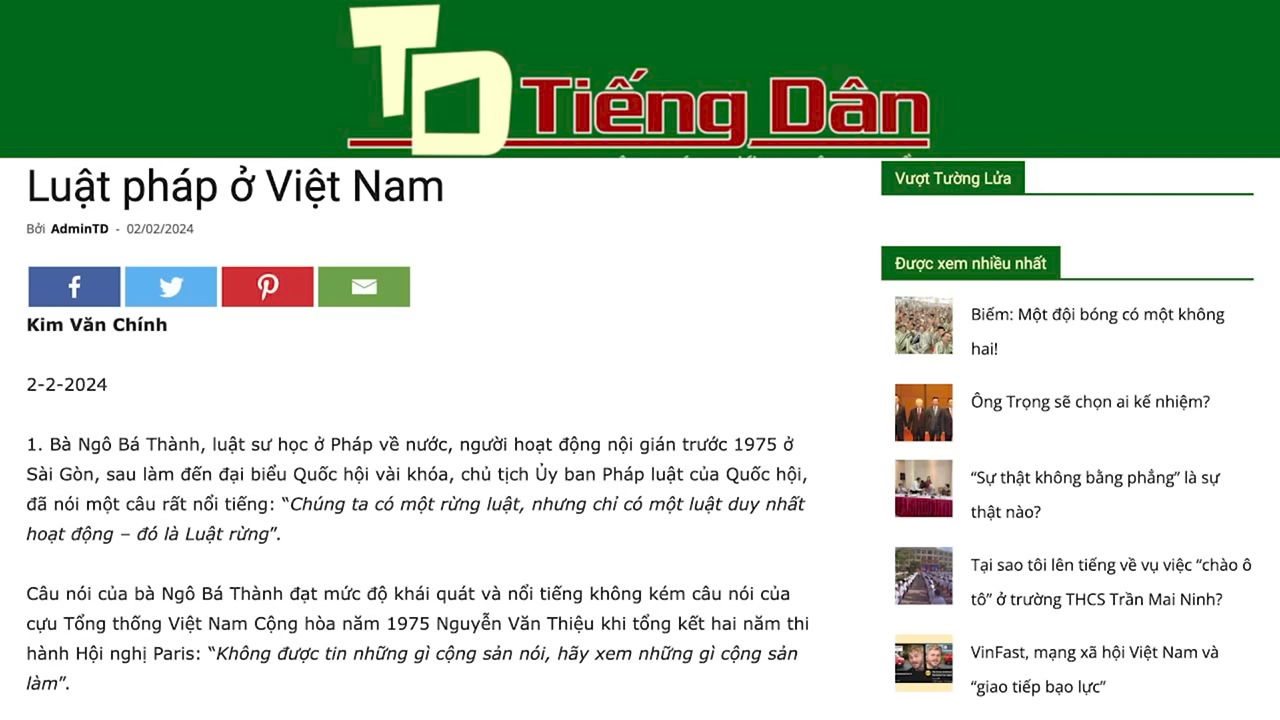 TD Tiếng Dân
Luật pháp ở Việt Nam
Bởi AdminTD - 02/02/2024
Kim Văn Chính
2-2-2024
1. Bà Ngô Bá Thành, luật sư học ở Pháp về nước, người hoạt động nội gián trước 1975 ở
Sài Gòn, sau làm đến đại biểu Quốc hội vài khóa, chủ tịch Ủy ban Pháp luật của Quốc hội,
đã nói một câu rất nổi tiếng: “Chúng ta có một rừng luật, nhưng chỉ có một luật duy nhất
hoạt động – đó là Luật rừng”.
Câu nói của bà Ngô Bá Thành đạt mức độ khái quát và nổi tiếng không kém câu nói của
cựu Tổng thống Việt Nam Cộng hòa năm 1975 Nguyễn Văn Thiệu khi tổng kết hai năm thi
hành Hội nghị Paris: “Không được tin những gì cộng sản nói, hãy xem những gì cộng sản
làm”.
Vượt Tường Lửa
Được xem nhiều nhất
Biếm: Một đội bóng có một không
hai!
Ông Trọng sẽ chọn ai kế nhiệm?
“Sự thật không bằng phẳng” là sự
thật nào?
Tại sao tôi lên tiếng về vụ việc “chào ô
tô” ở trường THCS Trần Mai Ninh?
VinFast, mạng xã hội Việt Nam và
“giao tiếp bạo lực”